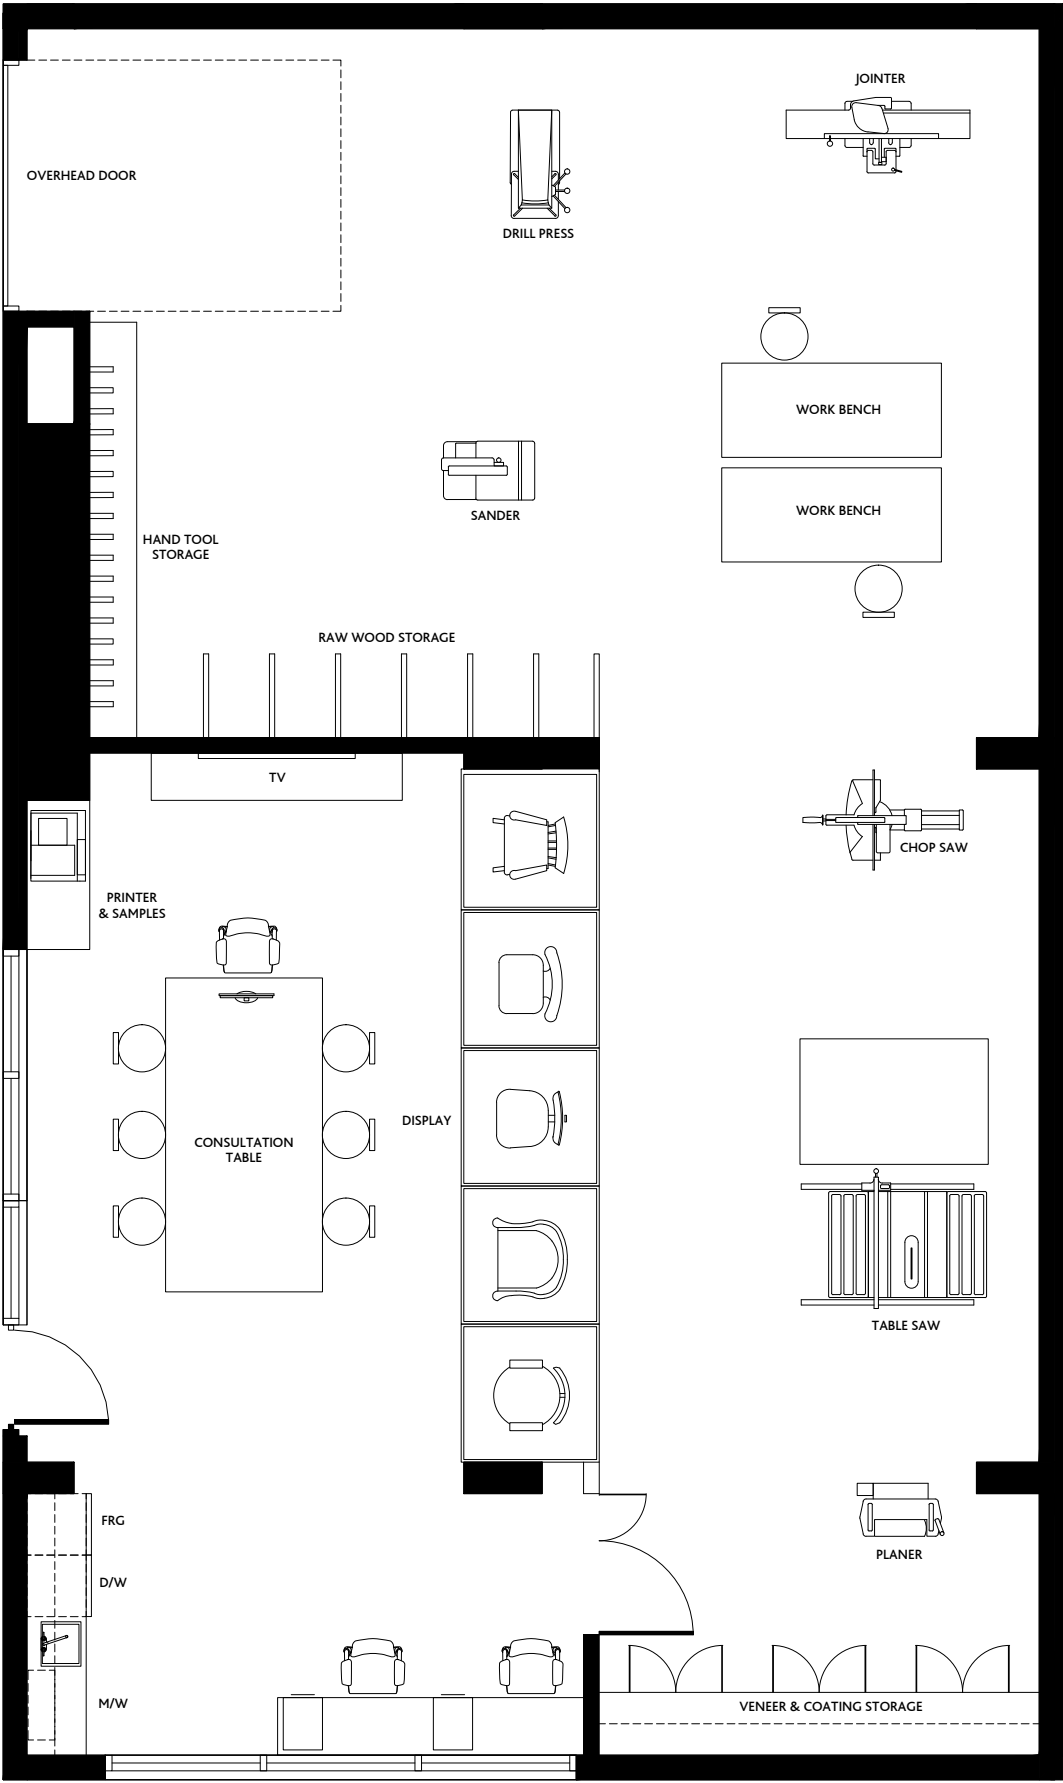 JOINTER
OVERHEAD DOOR
DRILL PRESS
WORK BENCH
WORK BENCH
SANDER
HAND TOOL
STORAGE
RAW WOOD STORAGE
TV
CHOP SAW
PRINTER
& SAMPLES
DISPLAY
CONSULTATION
TABLE
TABLE SAW
FRG
PLANER
D/W
M/W
VENEER & COATING STORAGE